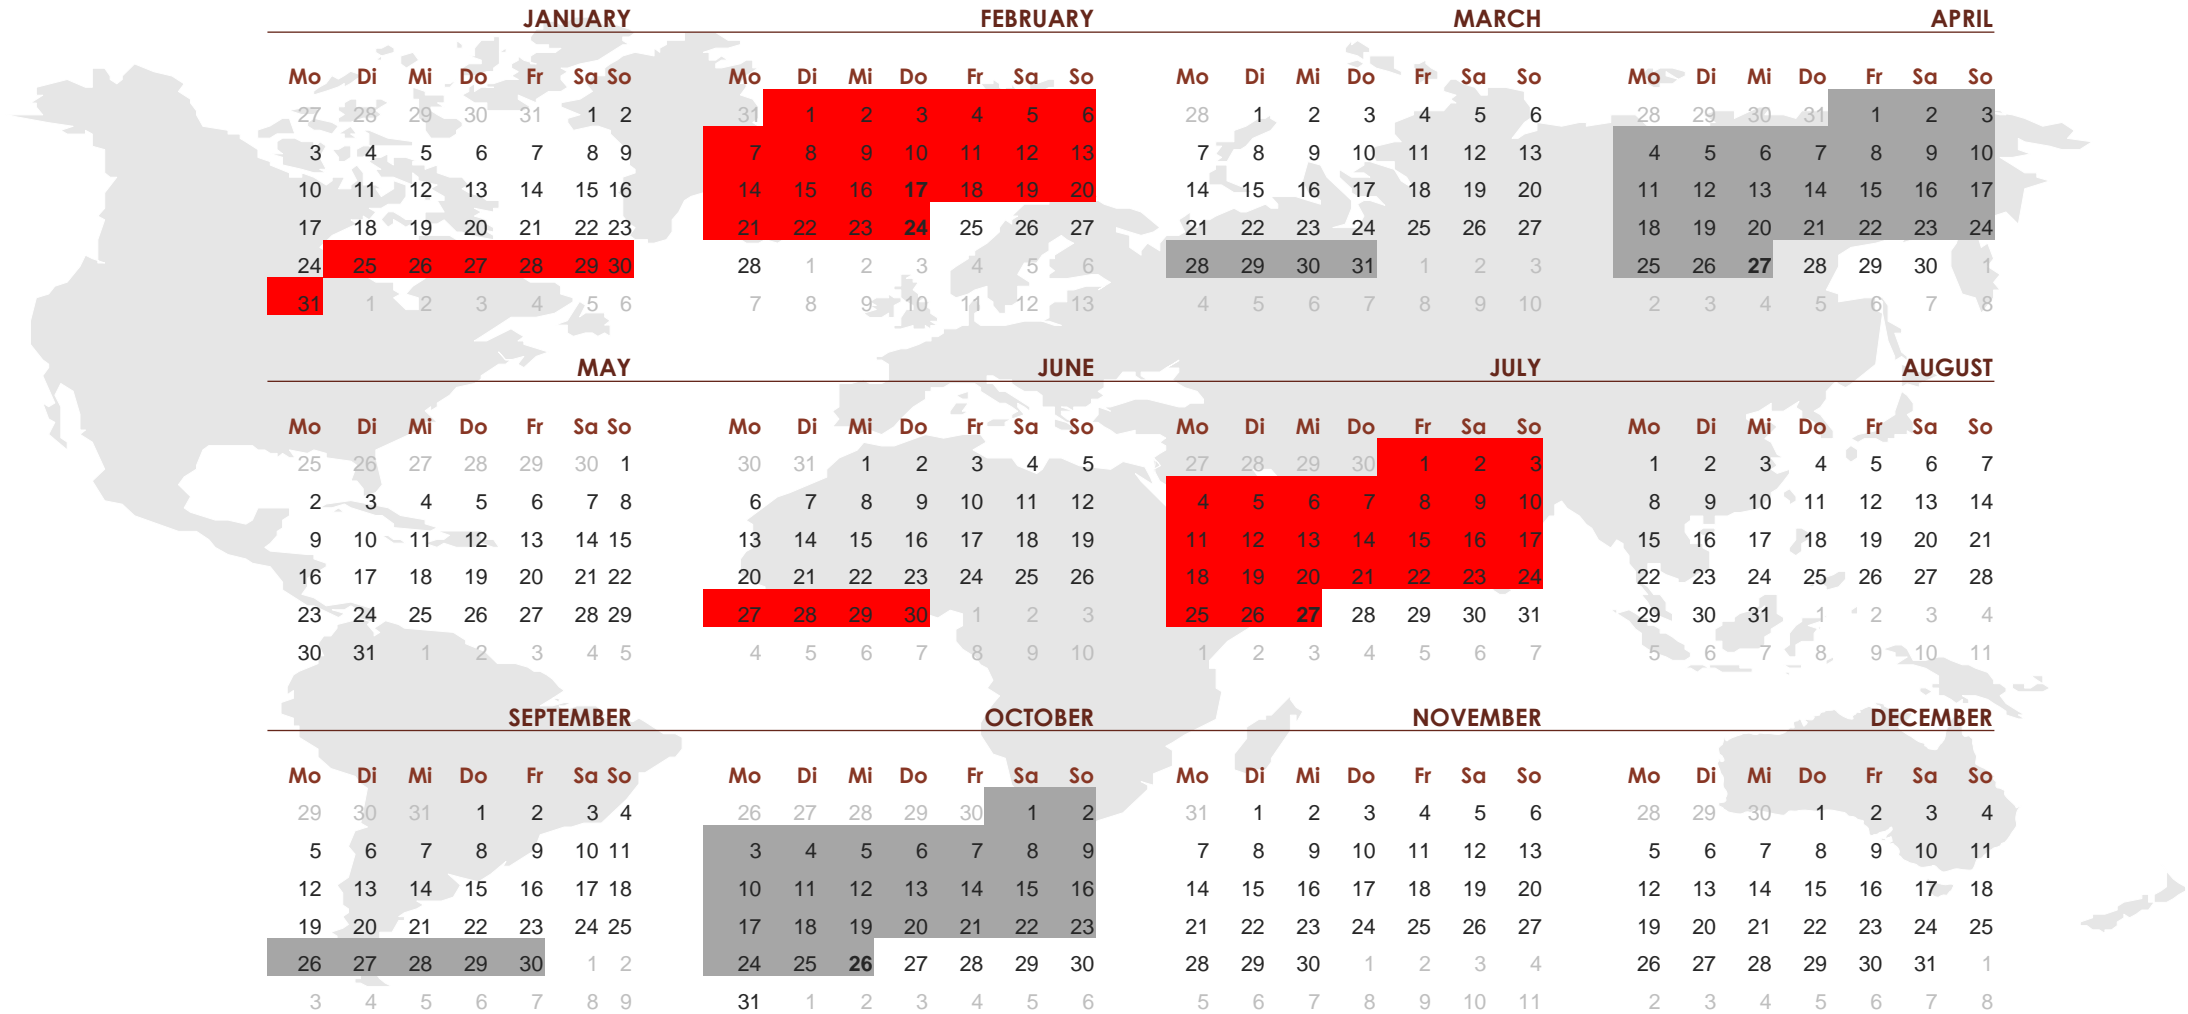 JANUARY FEBRUARY MARCH APRIL
Mo Di Mi Do Fr Sa So Mo Di Mi Do Fr Sa So Mo Di Mi Do Fr Sa So Mo Di Mi Do Fr Sa So
27 28 29 30 31 1 2 31 1 2 3 4 5 6 28 1 2 3 4 5 6 28 29 30 31 1 2 3
3 4 5 6 7 8 9 7 8 9 10 11 12 13 7 8 9 10 11 12 13 4 5 6 7 8 9 10
10 11 12 13 14 15 16 14 15 16 17 18 19 20 14 15 16 17 18 19 20 11 12 13 14 15 16 17
17 18 19 20 21 22 23 21 22 23 24 25 26 27 21 22 23 24 25 26 27 18 19 20 21 22 23 24
24 25 26 27 28 29 30 28 1 2 3 4 5 6 28 29 30 31 1 2 3 25 26 27 28 29 30 1
31 1 2 3 4 5 6 7 8 9 10 11 12 13 4 5 6 7 8 9 10 2 3 4 5 6 7 8
MAY JUNE JULY AUGUST
Mo Di Mi Do Fr Sa So Mo Di Mi Do Fr Sa So Mo Di Mi Do Fr Sa So Mo Di Mi Do Fr Sa So
25 26 27 28 29 30 1 30 31 1 2 3 4 5 27 28 29 30 1 2 3 1 2 3 4 5 6 7
2 3 4 5 6 7 8 6 7 8 9 10 11 12 4 5 6 7 8 9 10 8 9 10 11 12 13 14
9 10 11 12 13 14 15 13 14 15 16 17 18 19 11 12 13 14 15 16 17 15 16 17 18 19 20 21
16 17 18 19 20 21 22 20 21 22 23 24 25 26 18 19 20 21 22 23 24 22 23 24 25 26 27 28
23 24 25 26 27 28 29 27 28 29 30 1 2 3 25 26 27 28 29 30 31 29 30 31 1 2 3 4
30 31 1 2 3 4 5 4 5 6 7 8 9 10 1 2 3 4 5 6 7 5 6 7 8 9 10 11
SEPTEMBER OCTOBER NOVEMBER DECEMBER
Mo Di Mi Do Fr Sa So Mo Di Mi Do Fr Sa So Mo Di Mi Do Fr Sa So Mo Di Mi Do Fr Sa So
29 30 31 1 2 3 4 26 27 28 29 30 1 2 31 1 2 3 4 5 6 28 29 30 1 2 3 4
5 6 7 8 9 10 11 3 4 5 6 7 8 9 7 8 9 10 11 12 13 5 6 7 8 9 10 11
12 13 14 15 16 17 18 10 11 12 13 14 15 16 14 15 16 17 18 19 20 12 13 14 15 16 17 18
19 20 21 22 23 24 25 17 18 19 20 21 22 23 21 22 23 24 25 26 27 19 20 21 22 23 24 25
26 27 28 29 30 1 2 24 25 26 27 28 29 30 28 29 30 1 2 3 4 26 27 28 29 30 31 1
3 4 5 6 7 8 9 31 1 2 3 4 5 6 5 6 7 8 9 10 11 2 3 4 5 6 7 8